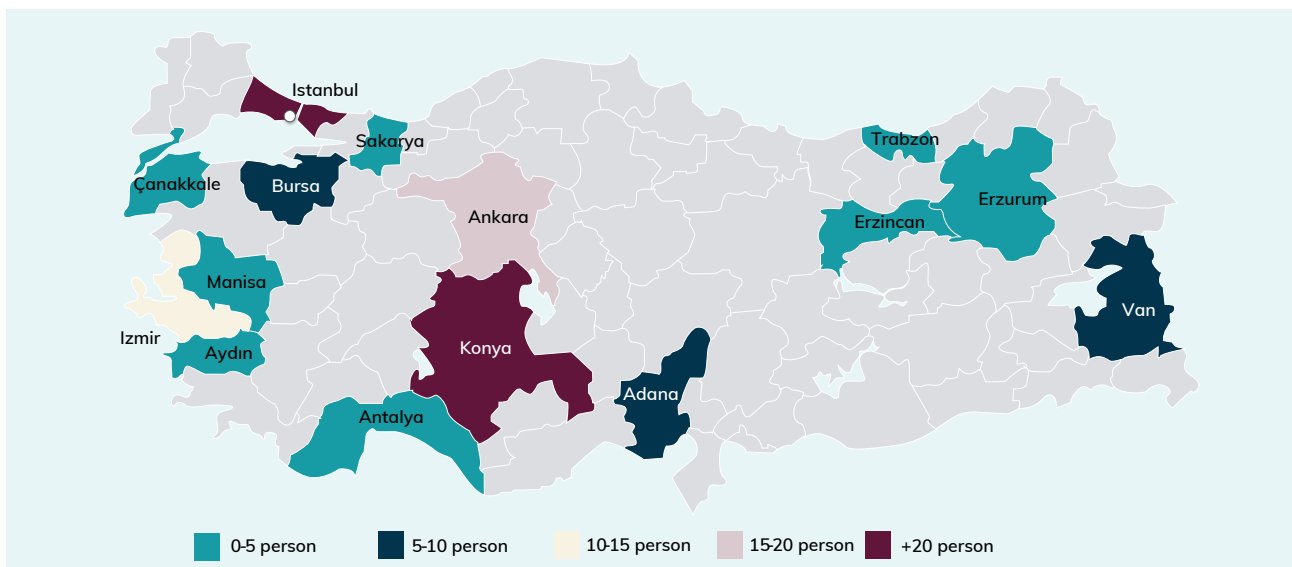 Istanbul
Sakarya
Trabzon
Çanakkale
Bursa
Erzurum
Ankara
Erzincan
Manisa
Van
Izmir
Konya
Aydın
Adana
Antalya
0-5 person
5-10 person
10-15 person
15-20 person
+20 person